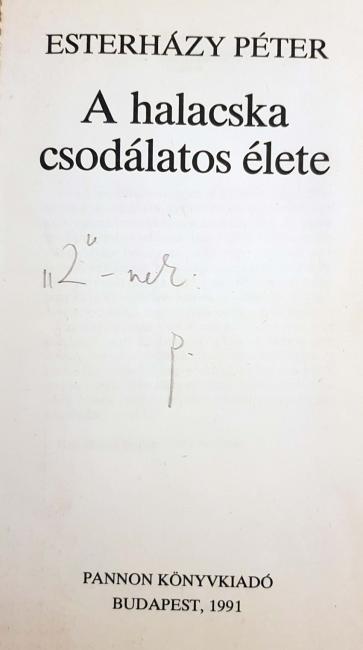 ESTERHÁZY PÉTER
A halacska
csodálatos élete
„2” - nek.
p.
PANNON KÖNYVKIADÓ
BUDAPEST, 1991